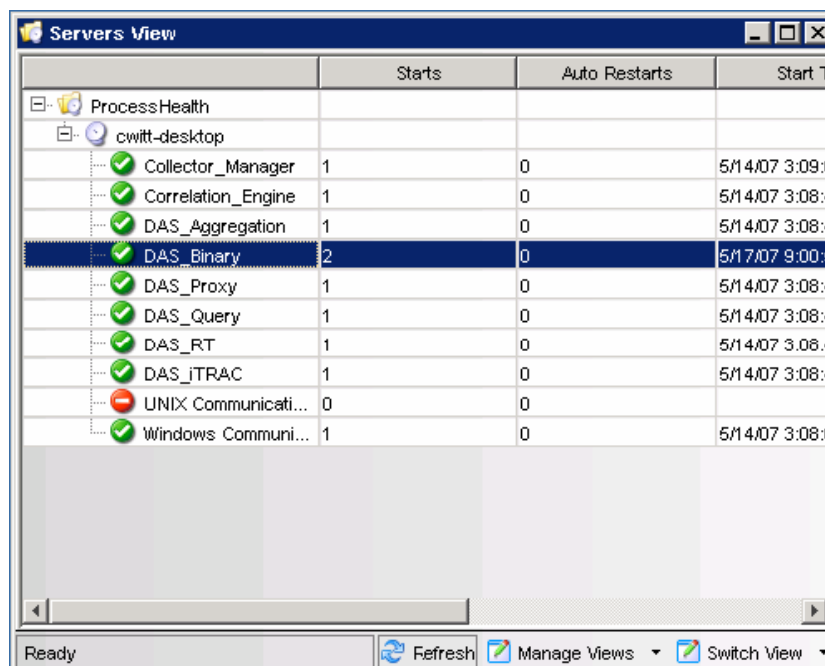 Servers View
Starts Auto Restarts Start T
ProcessHealth
cwitt-desktop
Collector_Manager 1 0 5/14/07 3:09:
Correlation_Engine 1 0 5/14/07 3:08:
DAS_Aggregation 1 0 5/14/07 3:08:
DAS_Binary 2 0 5/17/07 9:00:
DAS_Proxy 1 0 5/14/07 3:08:
DAS_Query 1 0 5/14/07 3:08:
DAS_RT 1 0 5/14/07 3:08:
DAS_iTRAC 1 0 5/14/07 3:08:
UNIX Communicati... 0 0
Windows Communi... 1 0 5/14/07 3:08:
Ready Refresh Manage Views Switch View